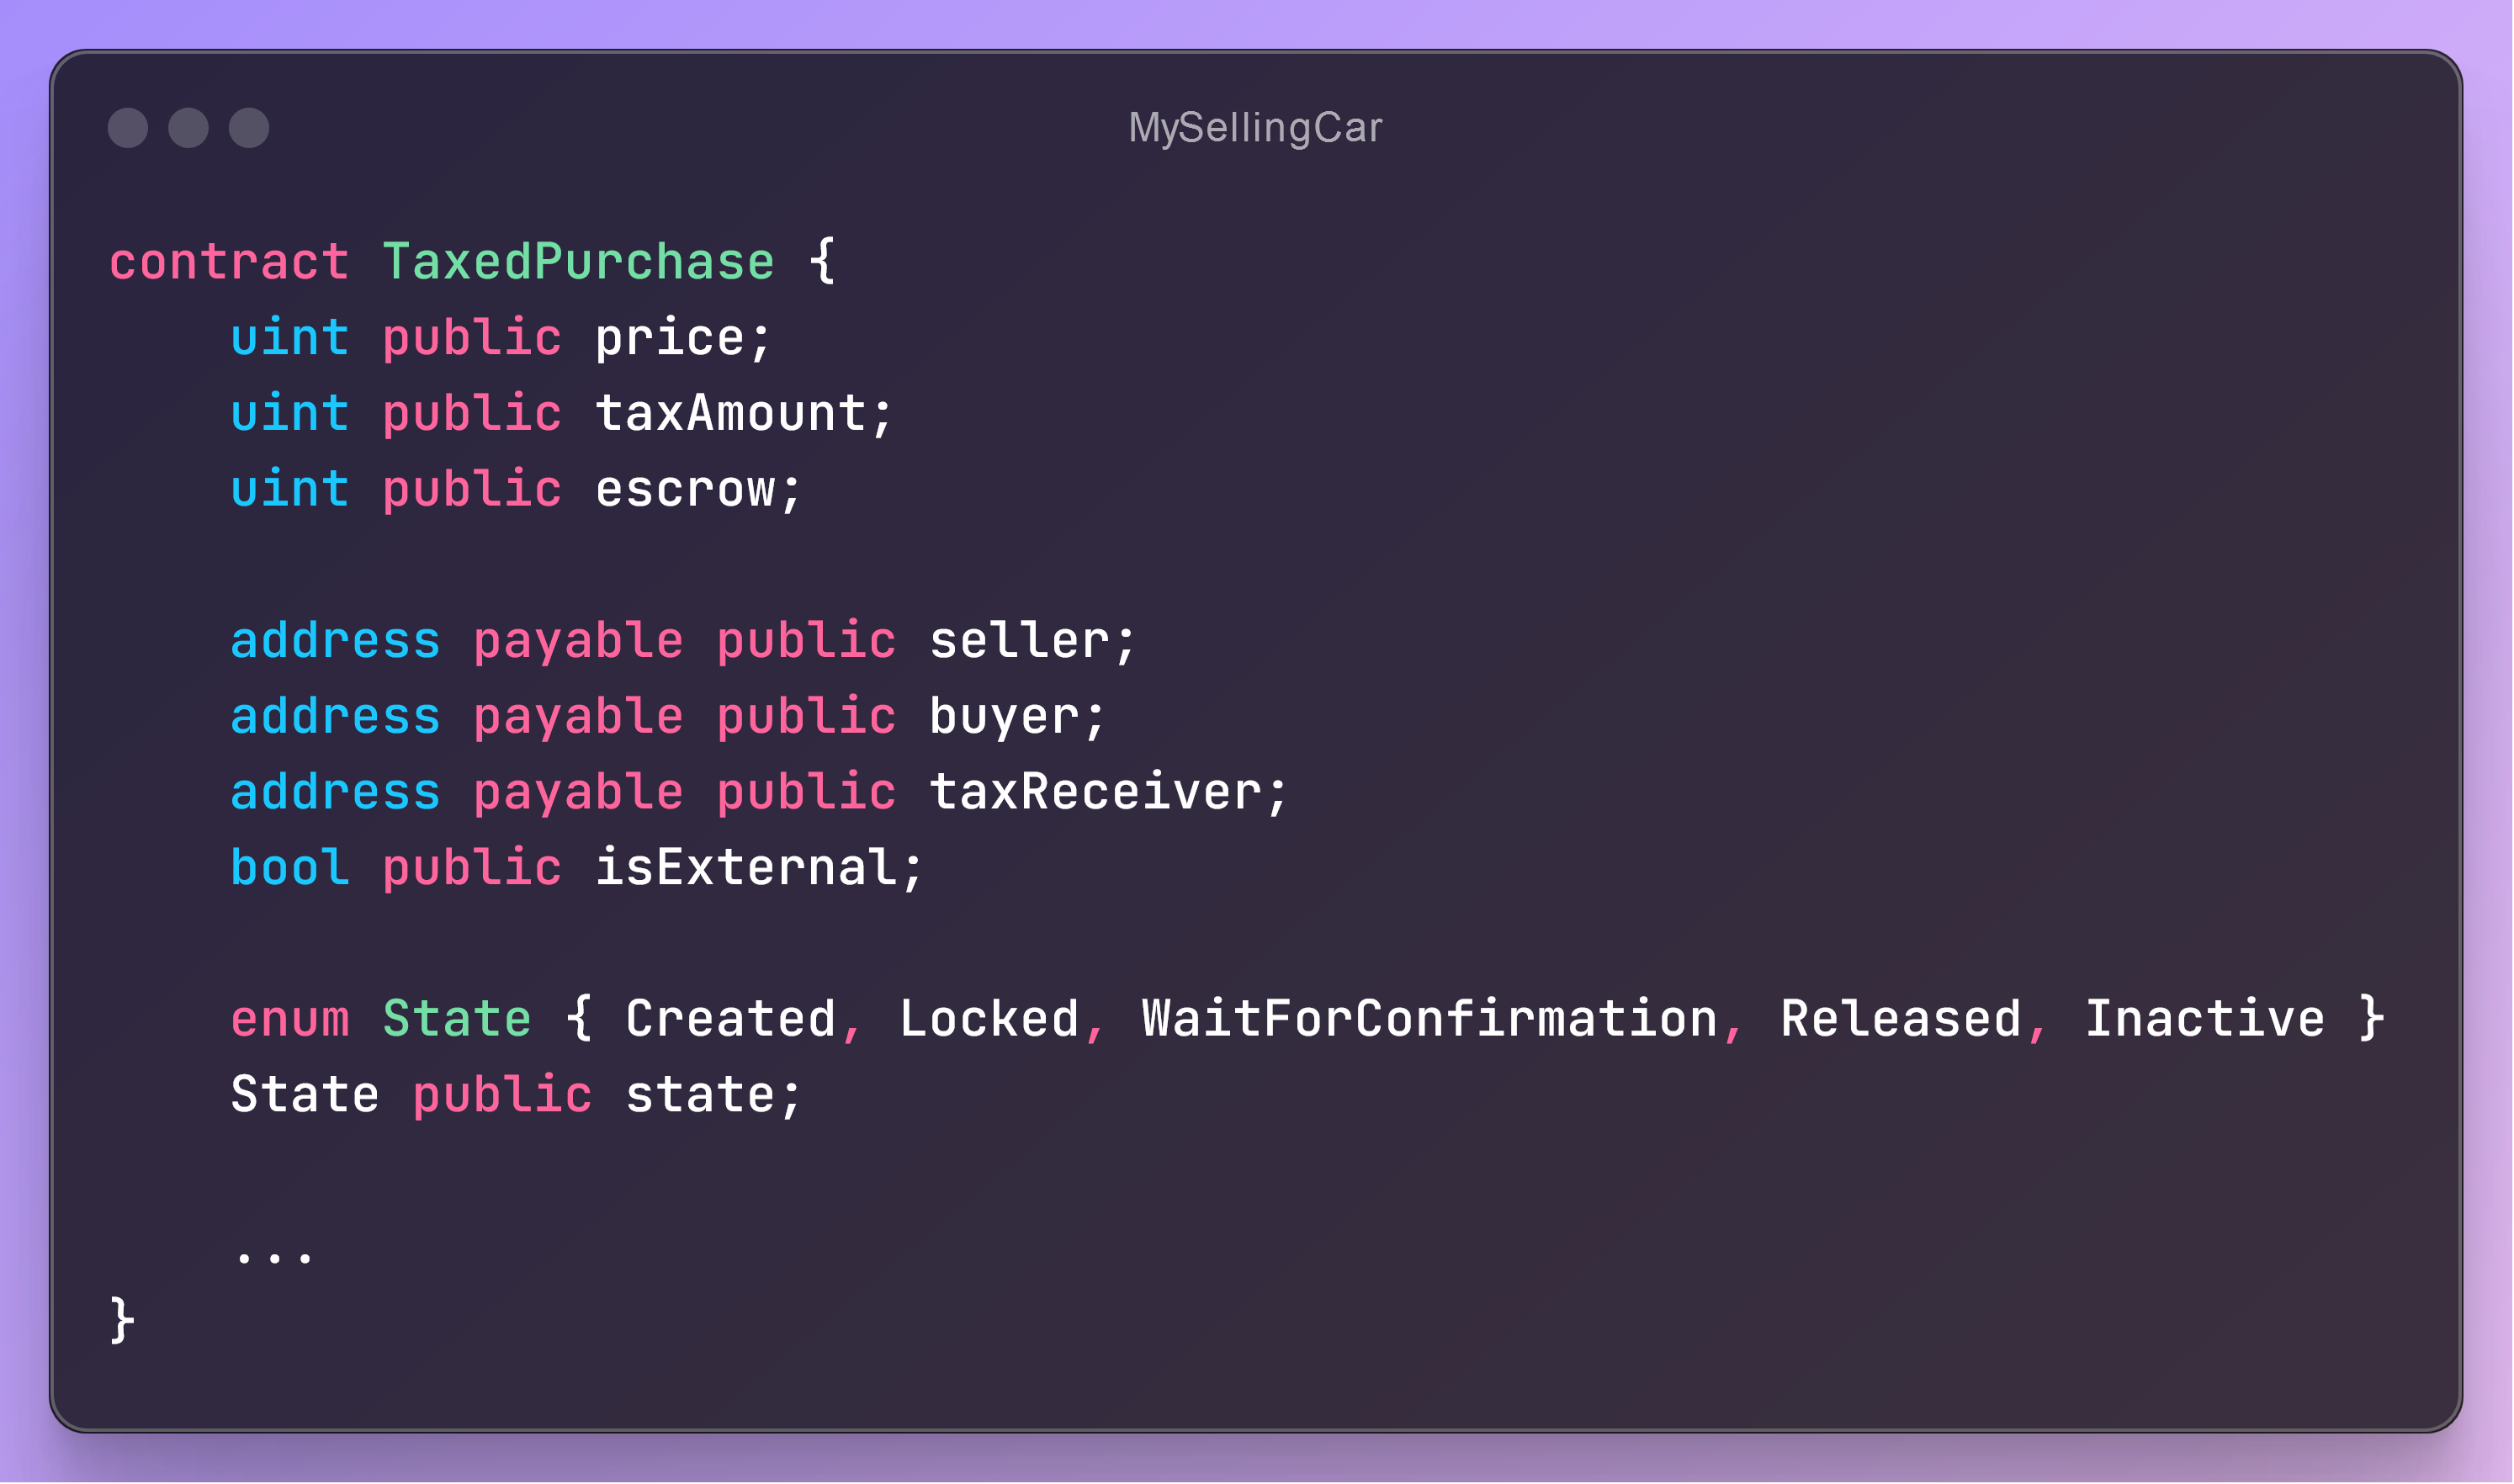 MySellingCar
contract TaxedPurchase {
    uint public price;
    uint public taxAmount;
    uint public escrow;

    address payable public seller;
    address payable public buyer;
    address payable public taxReceiver;
    bool public isExternal;

    enum State { Created, Locked, WaitForConfirmation, Released, Inactive }
    State public state;

    ...
}